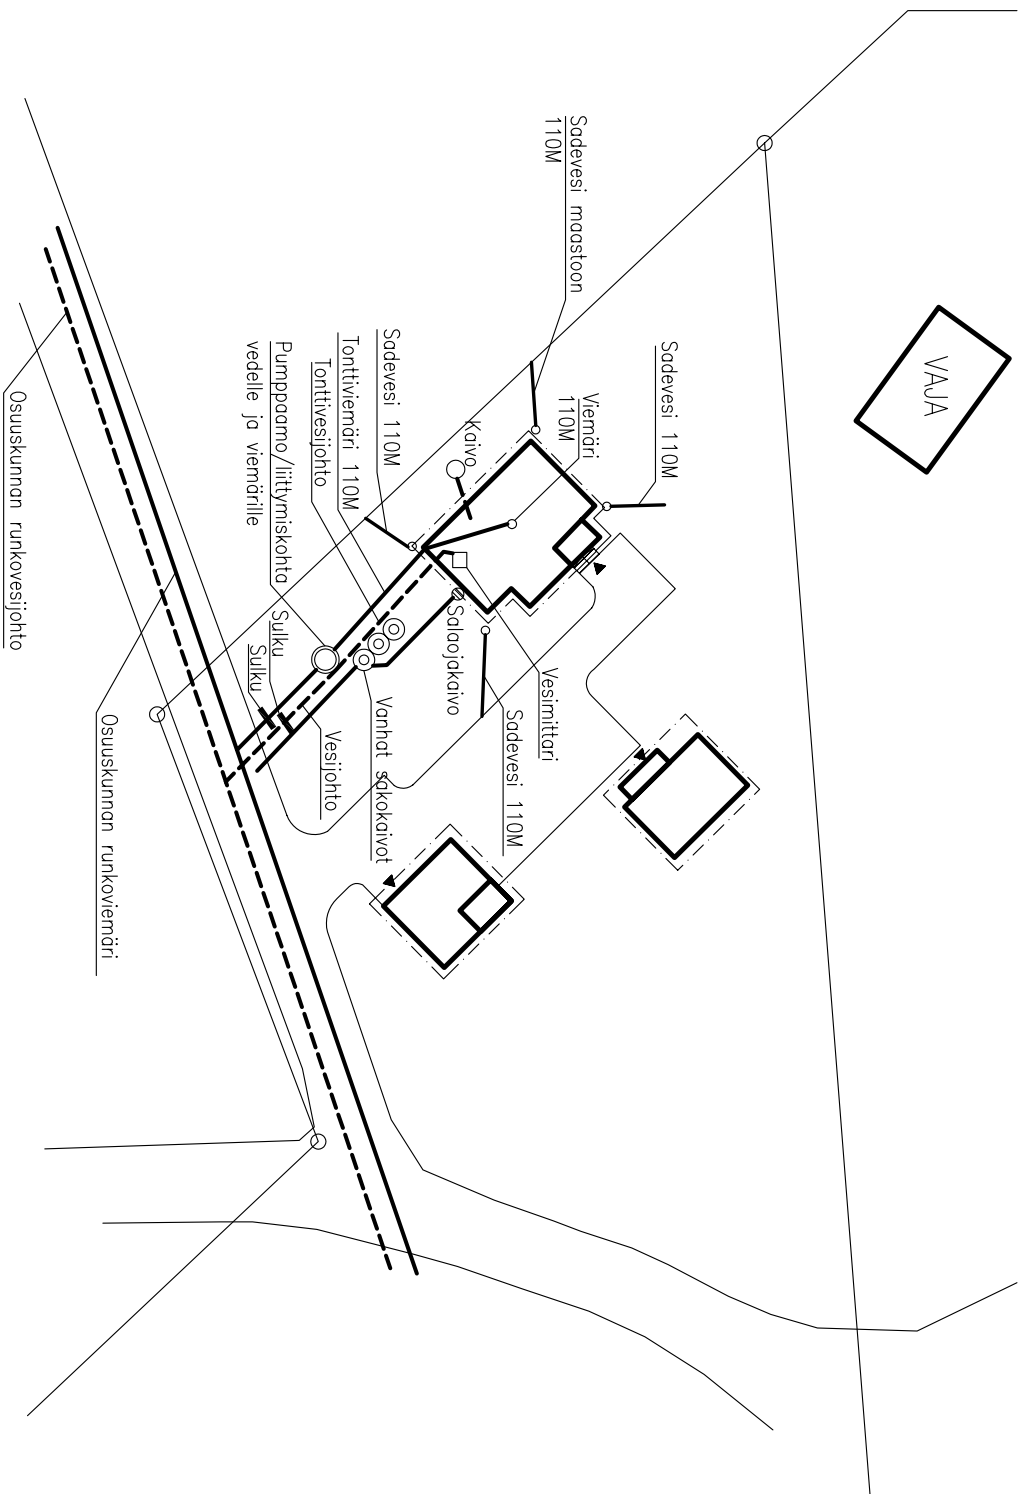 VAJA
Sadevesi 110M
Sadevesi maastoon
110M
Viemäri
110M
Kaivo
Sadevesi 110M
Tonttiviemäri 110M
Tonttivesijohto
Pumppaamo/liittymiskohta
vedelle ja viemärille
Vesimittari
Sadevesi 110M
Salaojakaivo
Vanhat sakokaivot
Vesijohto
Sulku
Sulku
Osuuskunnan runkoviemäri
Osuuskunnan runkovesijohto